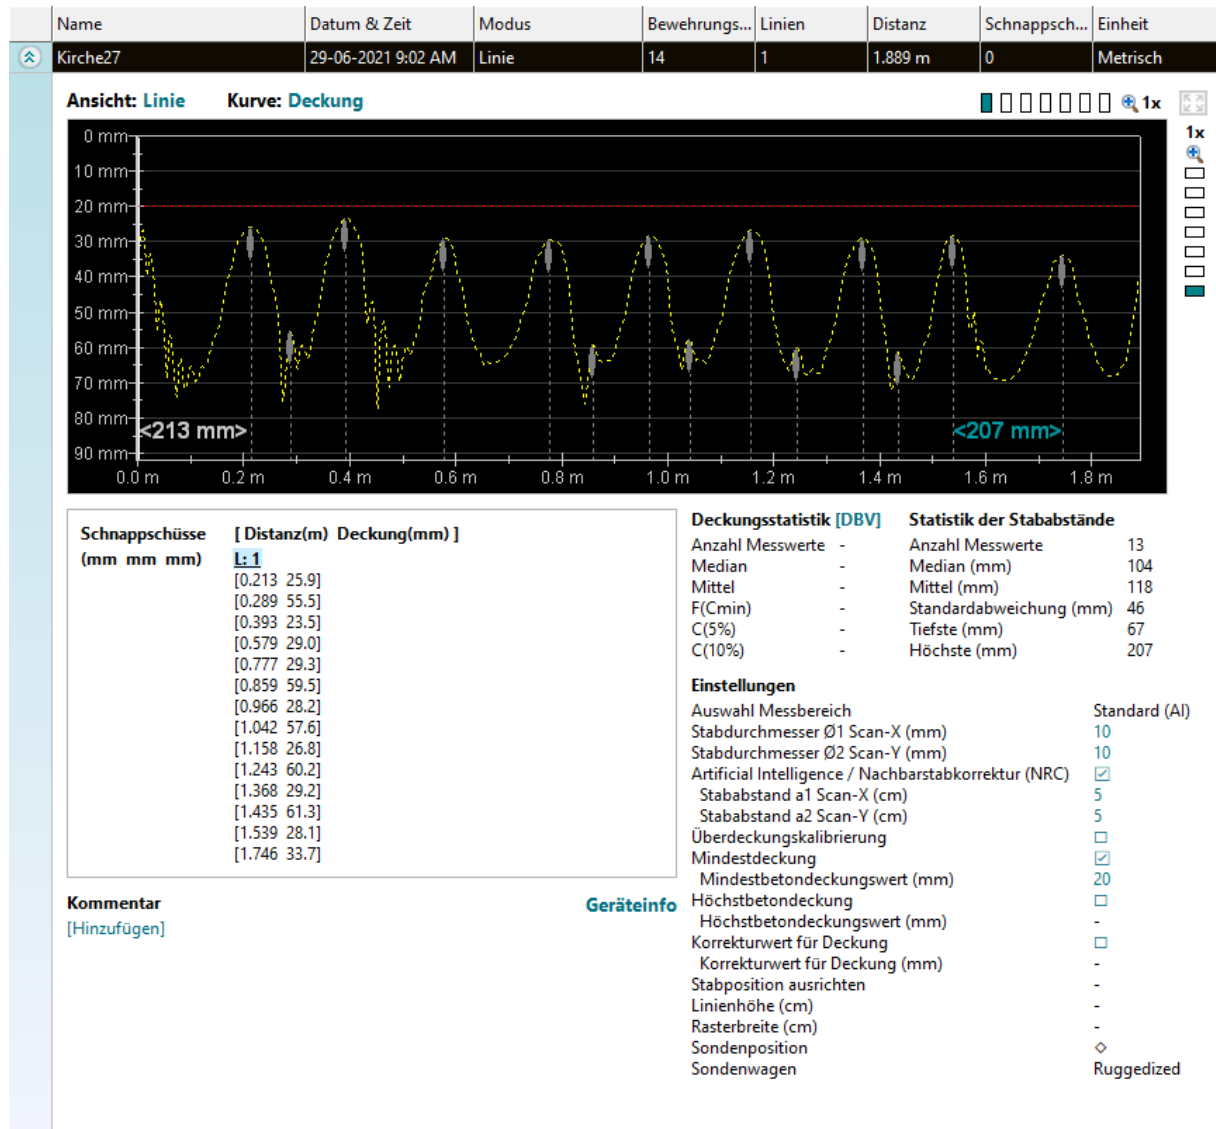 Name Datum & Zeit Modus Bewehrungs... Linien Distanz Schnappsch... Einheit
Kirche27 29-06-2021 9:02 AM Linie 14 1 1.889 m 0 Metrisch
Ansicht: Linie Kurve: Deckung 1x
1x
0 mm
10 mm
20 mm
30 mm
40 mm
50 mm
60 mm
70 mm
80 mm
90 mm
<213 mm> <207 mm>
0.0 m 0.2 m 0.4 m 0.6 m 0.8 m 1.0 m 1.2 m 1.4 m 1.6 m 1.8 m
Schnappschüsse [ Distanz(m) Deckung(mm) ]
(mm mm mm) L: 1
[0.213 25.9]
[0.289 55.5]
[0.393 23.5]
[0.579 29.0]
[0.777 29.3]
[0.859 59.5]
[0.966 28.2]
[1.042 57.6]
[1.158 26.8]
[1.243 60.2]
[1.368 29.2]
[1.435 61.3]
[1.539 28.1]
[1.746 33.7]
Kommentar Geräteinfo
[Hinzufügen]
Deckungsstatistik [DBV] Statistik der Stababstände
Anzahl Messwerte - Anzahl Messwerte 13
Median - Median (mm) 104
Mittel - Mittel (mm) 118
F(Cmin) - Standardabweichung (mm) 46
C(5%) - Tiefste (mm) 67
C(10%) - Höchste (mm) 207
Einstellungen
Auswahl Messbereich Standard (AI)
Stabdurchmesser Ø1 Scan-X (mm) 10
Stabdurchmesser Ø2 Scan-Y (mm) 10
Artificial Intelligence / Nachbarstabkorrektur (NRC)
Stababstand a1 Scan-X (cm) 5
Stababstand a2 Scan-Y (cm) 5
Überdeckungskalibrierung
Mindestdeckung
Mindestbetondeckungswert (mm) 20
Höchstbetondeckung
Höchstbetondeckungswert (mm) -
Korrekturwert für Deckung
Korrekturwert für Deckung (mm) -
Stabposition ausrichten -
Linienhöhe (cm) -
Rasterbreite (cm) -
Sondenposition
Sondenwagen Ruggedized